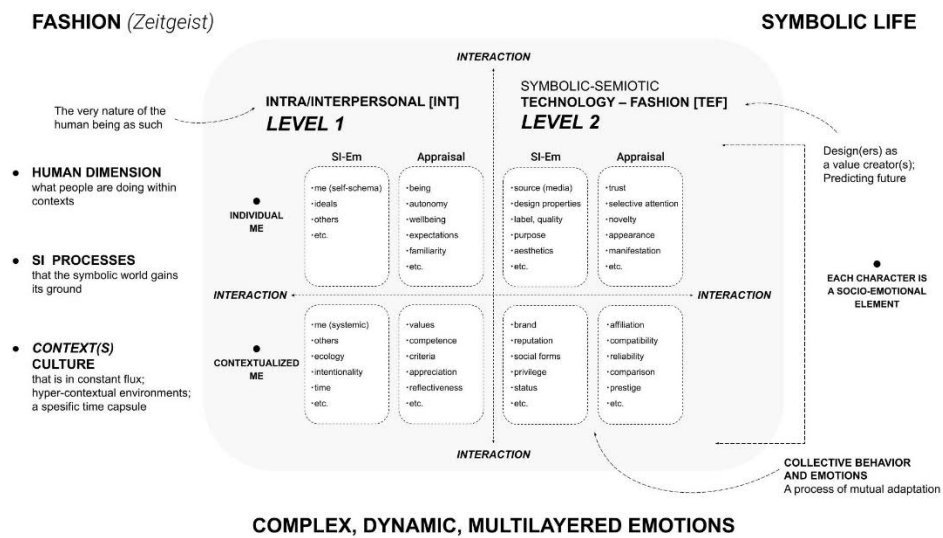 FASHION (Zeitgeist)
SYMBOLIC LIFE
INTERACTION
The very nature of the
human being as such
INTRA/INTERPERSONAL [INT]
LEVEL 1
SYMBOLIC-SEMIOTIC
TECHNOLOGY – FASHION [TEF]
LEVEL 2
Design(ers) as
a value creator(s);
Predicting future
● HUMAN DIMENSION
what people are doing within
contexts
● SI PROCESSES
that the symbolic world gains
its ground
● CONTEXT(S)
CULTURE
that is in constant flux;
hyper-contextual environments;
a spesific time capsule
● INDIVIDUAL
ME
SI-Em
・me (self-schema)
・ideals
・others
・etc.
Appraisal
・being
・autonomy
・wellbeing
・expectations
・familiarity
・etc.
SI-Em
・source (media)
・design properties
・label, quality
・purpose
・aesthetics
・etc.
Appraisal
・trust
・selective attention
・novelty
・appearance
・manifestation
・etc.
INTERACTION
INTERACTION
● CONTEXTUALIZED
ME
・me (systemic)
・others
・ecology
・intentionality
・time
・etc.
・values
・competence
・criteria
・appreciation
・reflectiveness
・etc.
・brand
・reputation
・social forms
・privilege
・status
・etc.
・affiliation
・compatibility
・reliability
・comparison
・prestige
・etc.
● EACH CHARACTER IS
A SOCIO-EMOTIONAL
ELEMENT
INTERACTION
COLLECTIVE BEHAVIOR
AND EMOTIONS
A process of mutual adaptation
COMPLEX, DYNAMIC, MULTILAYERED EMOTIONS